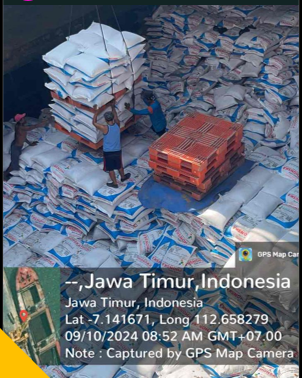 GPS Map Car
--,Jawa Timur,Indonesia
Jawa Timur, Indonesia
Lat -7.141671, Long 112.658279
09/10/2024 08:52 AM GMT+07.00
Note : Captured by GPS Map Camera